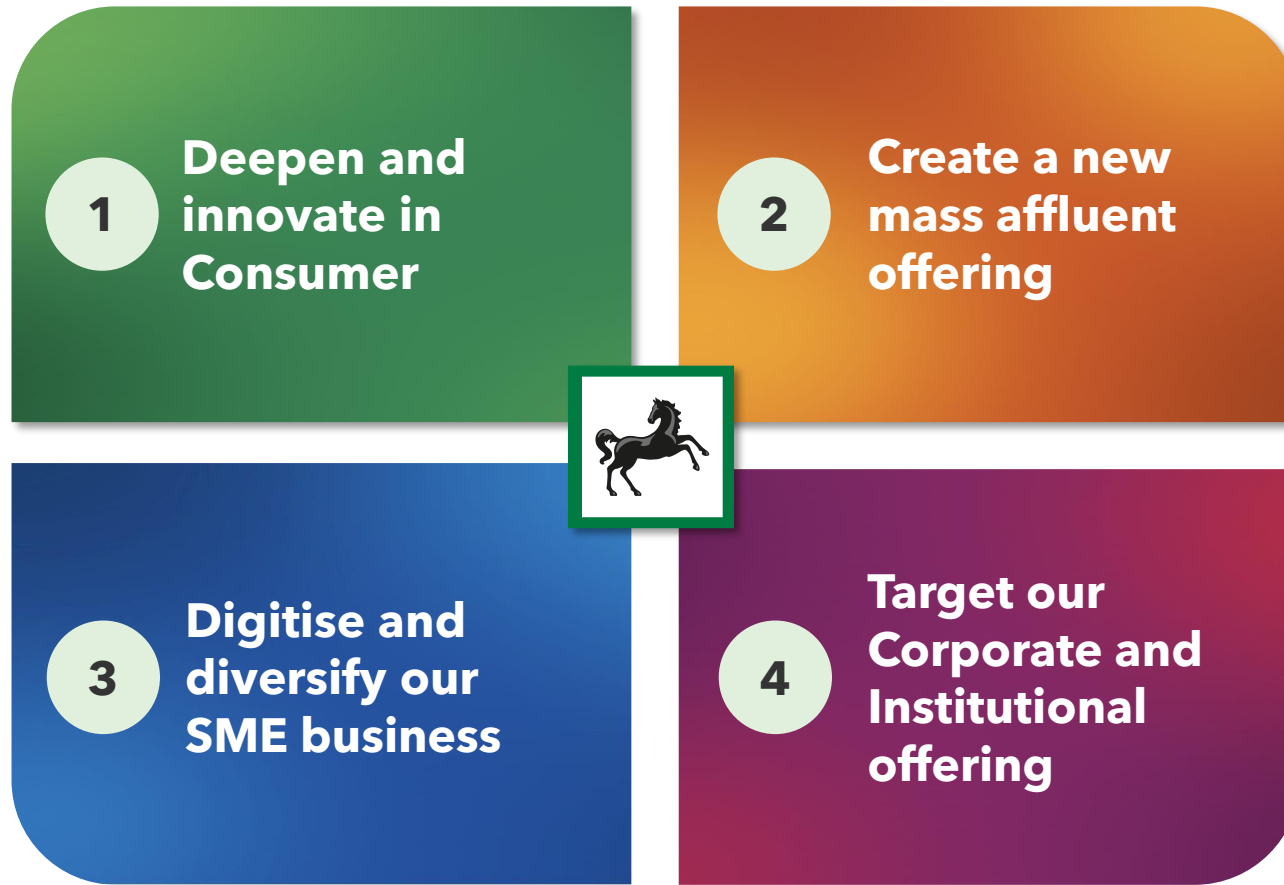 1
Deepen and
innovate in
Consumer
2
Create a new
mass affluent
offering
3
Digitise and
diversify our
SME business
4
Target our
Corporate and
Institutional
offering